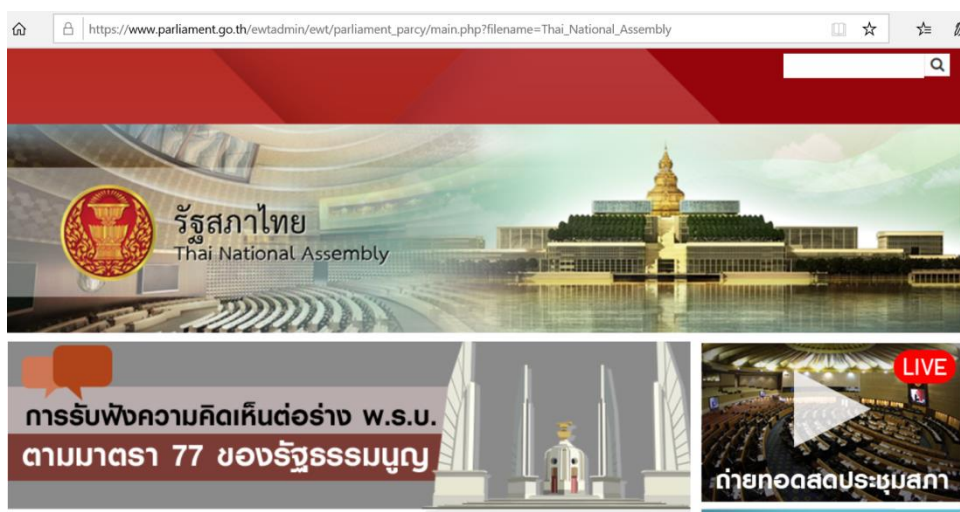 https://www.parliament.go.th/ewtadmin/ewt/parliament_parcy/main.php?filename=Thai_National_Assembly
รัฐสภาไทย
Thai National Assembly
การรับฟังความคิดเห็นต่อร่าง พ.ร.บ.
ตามมาตรา 77 ของรัฐธรรมนูญ
LIVE
ถ่ายทอดสดประชุมสภา